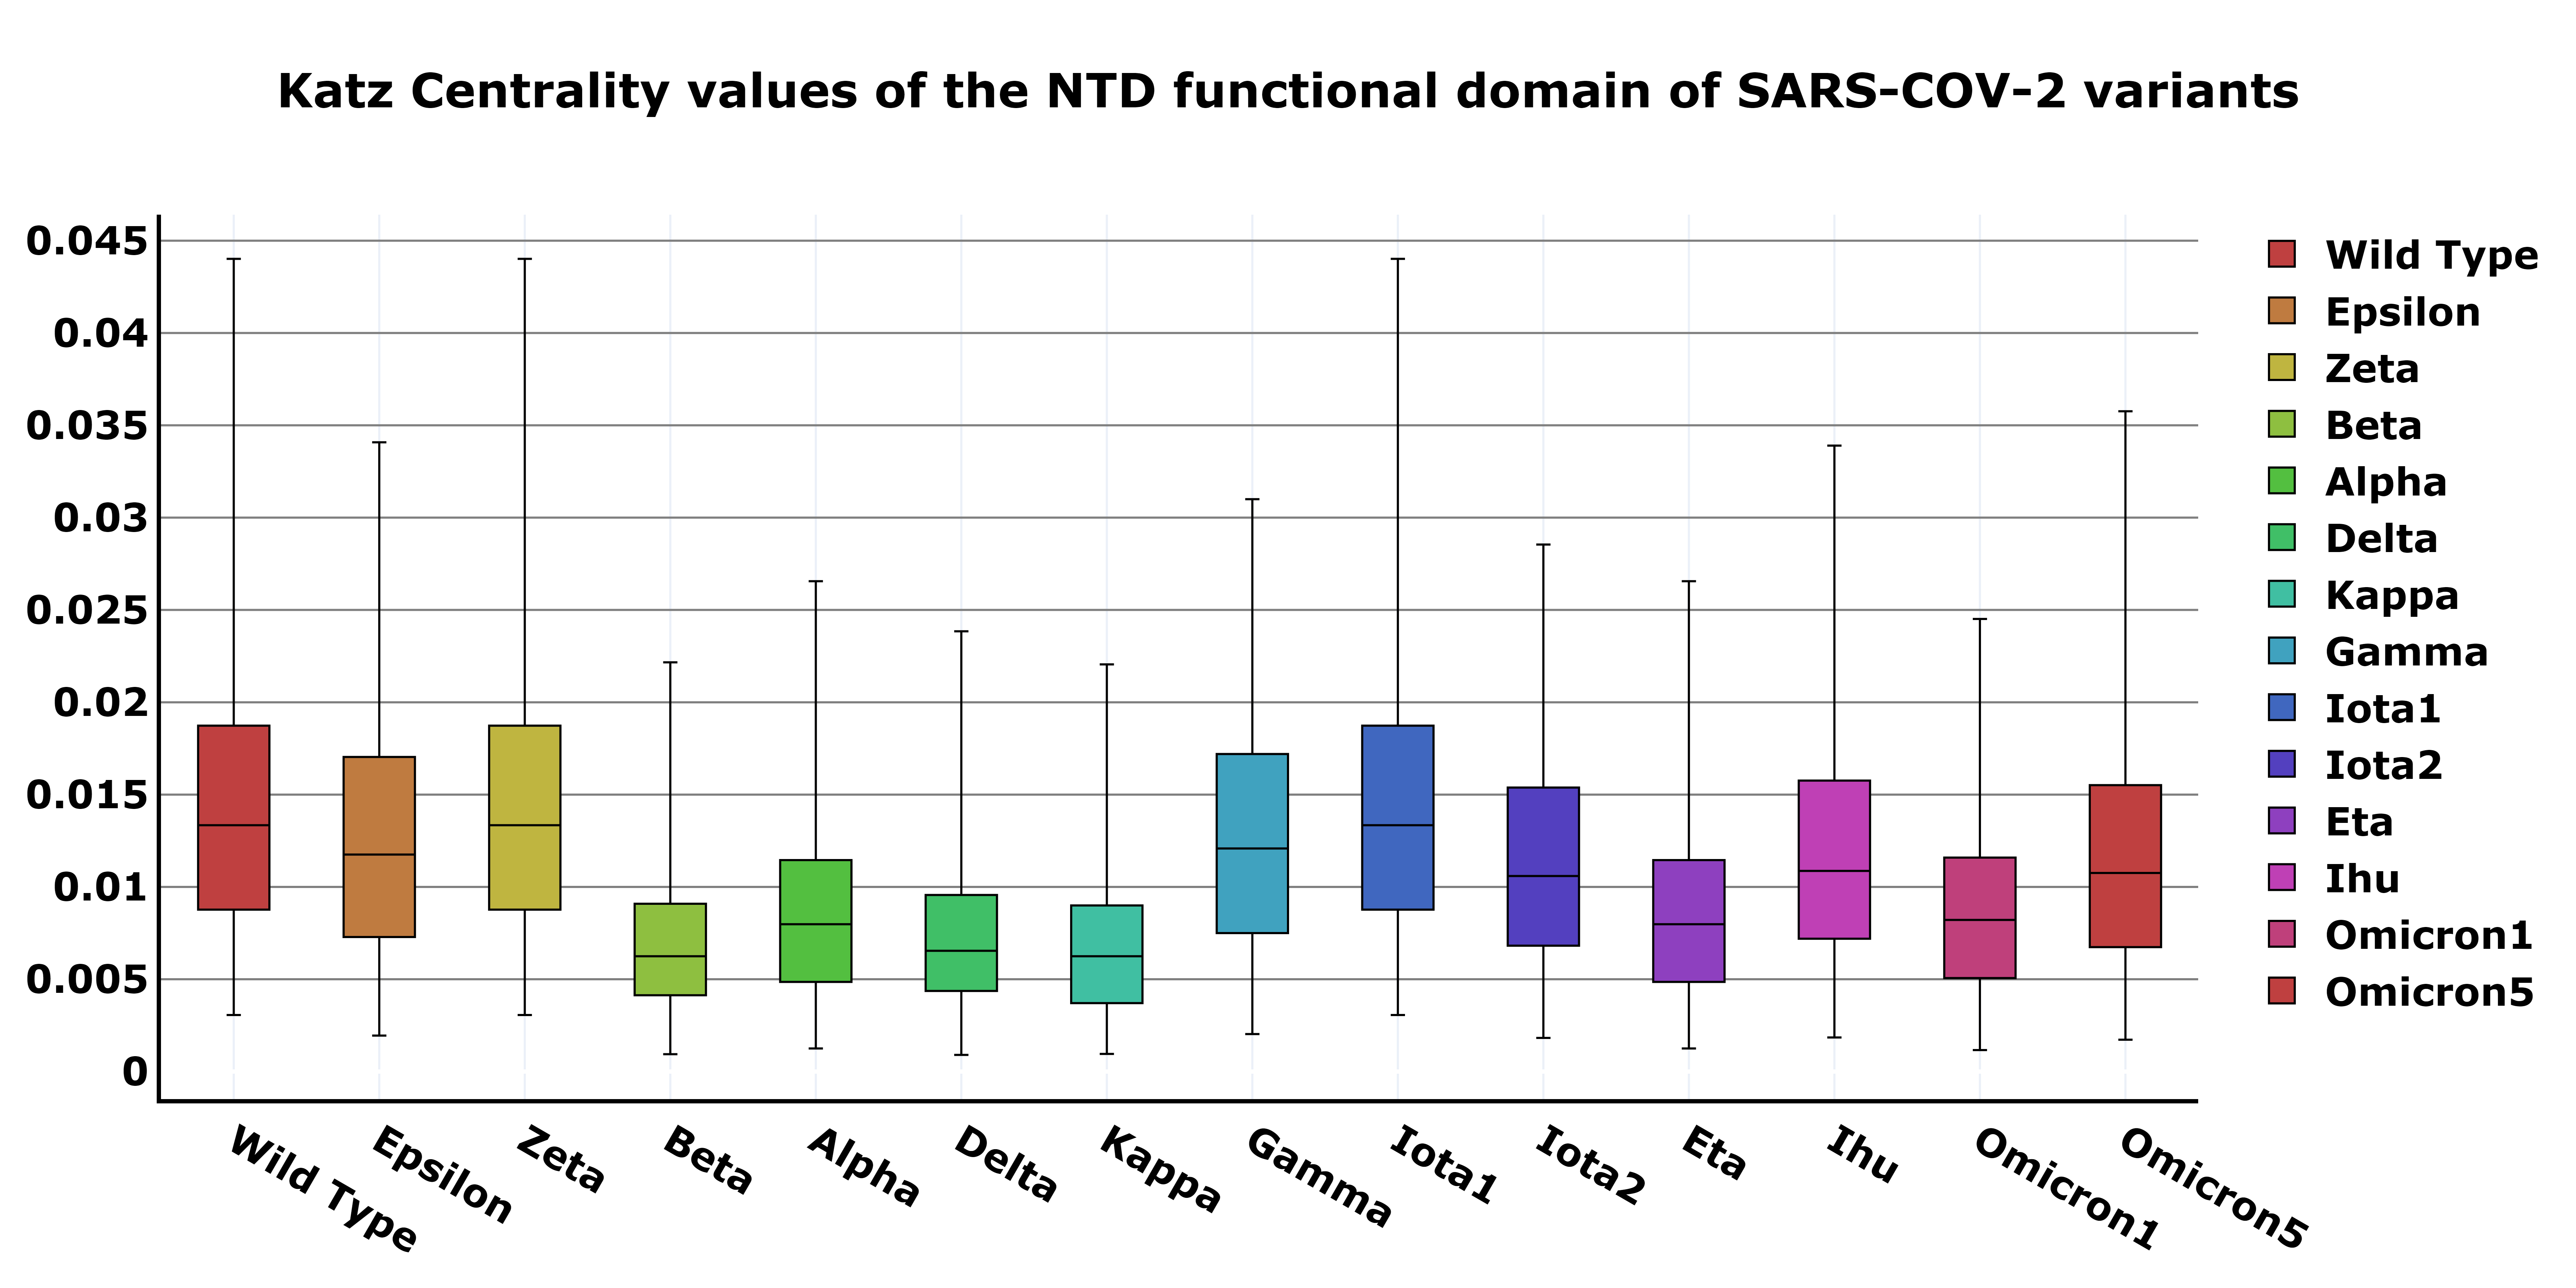 Katz Centrality values of the NTD functional domain of SARS-COV-2 variants
0.045
0.04
0.035
0.03
0.025
0.02
0.015
0.01
0.005
0
Wild Type
Epsilon
Zeta
Beta
Alpha
Delta
Kappa
Gamma
Iota1
Iota2
Eta
Ihu
Omicron1
Omicron5
Wild Type
Epsilon
Zeta
Beta
Alpha
Delta
Kappa
Gamma
Iota1
Iota2
Eta
Ihu
Omicron1
Omicron5